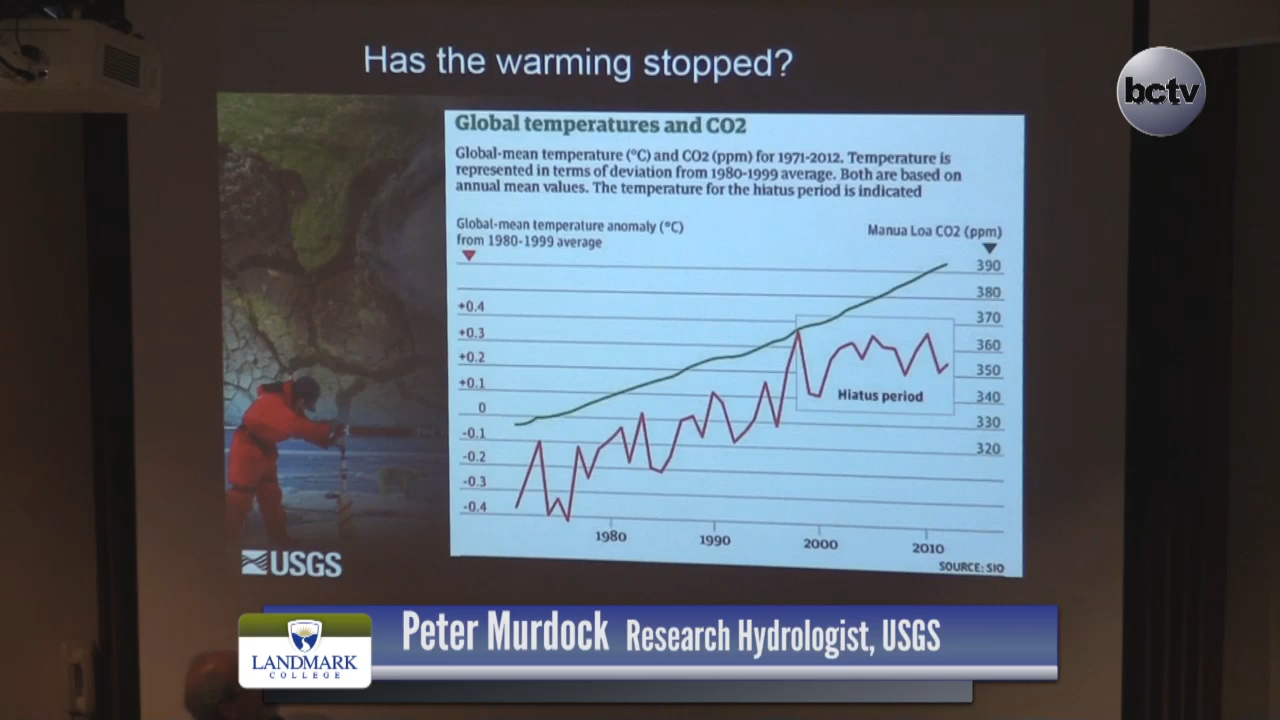 Has the warming stopped?
bctv
Global temperatures and CO2
Global-mean temperature (°C) and CO2 (ppm) for 1971-2012. Temperature is
represented in terms of deviation from 1980-1999 average. Both are based on
annual mean values. The temperature for the hiatus period is indicated
Global-mean temperature anomaly (°C)
from 1980-1999 average
Manua Loa CO2 (ppm)
390
380
+0.4
370
+0.3
360
+0.2
350
+0.1
340
0
330
-0.1
320
-0.2
-0.3
-0.4
Hiatus period
1980
1990
2000
2010
SOURCE: SIO
USGS
Peter Murdock Research Hydrologist, USGS
LANDMARK
COLLEGE